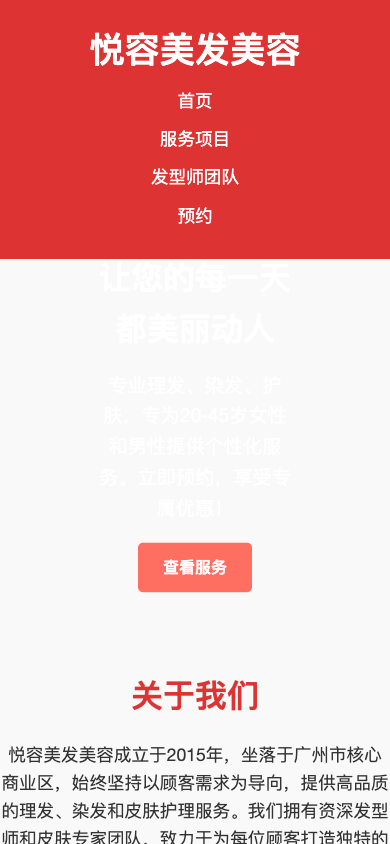 悦容美发美容
首页
服务项目
发型师团队
预约
让您的每一天
都美丽动人
专业理发、染发、护
肤，专为20-45岁女性
和男性提供个性化服
务。立即预约，享受专
属优惠！
查看服务
关于我们
悦容美发美容成立于2015年，坐落于广州市核心
商业区，始终坚持以顾客需求为导向，提供高品质
的理发、染发和皮肤护理服务。我们拥有资深发型
师和皮肤专家团队，致力于为每位顾客打造独特的